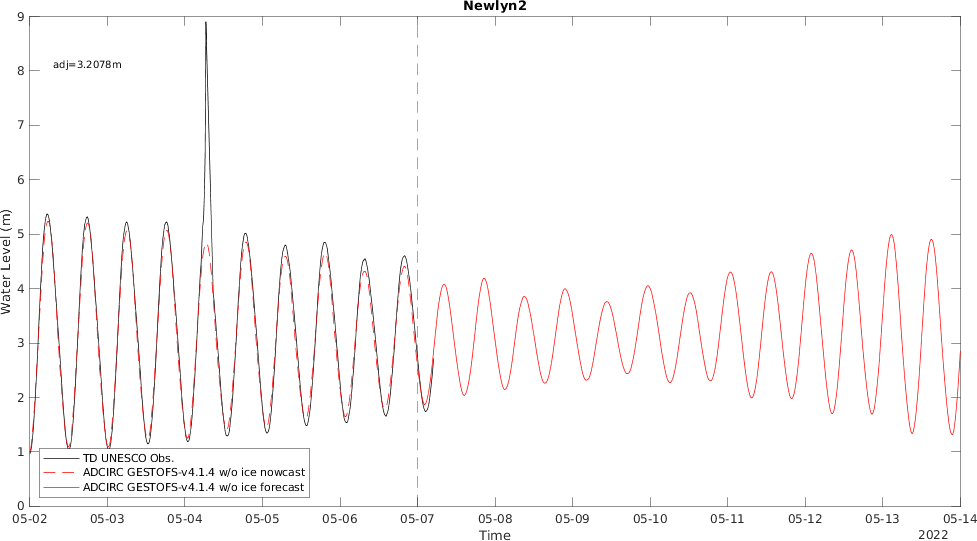 Newlyn2
9
adj=3.2078m
8
7
6
5
4
3
2
1
0
Water Level (m)
TD UNESCO Obs.
ADCIRC GESTOFS-v4.1.4 w/o ice nowcast
ADCIRC GESTOFS-v4.1.4 w/o ice forecast
05-02 05-03 05-04 05-05 05-06 05-07 05-08 05-09 05-10 05-11 05-12 05-13 05-14
Time
2022